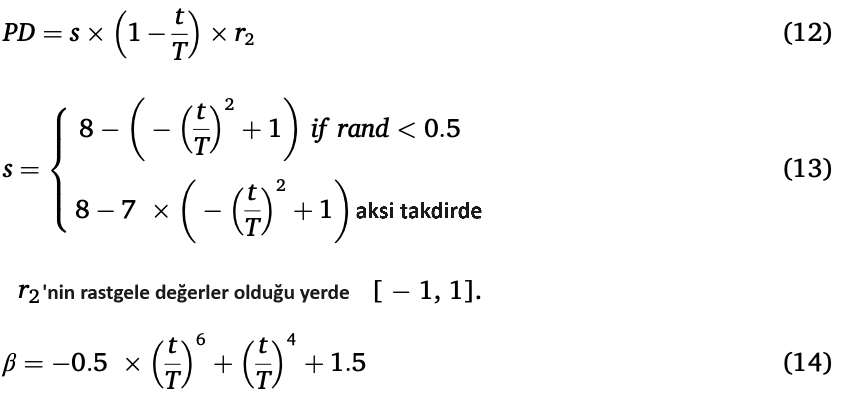 PD = s × (1 − t/T) × r₂ (12)
s = { 8 − (−(t/T)² + 1) if rand < 0.5
8 − 7 × (−(t/T)² + 1) aksi takdirde (13)
r₂'nin rastgele değerler olduğu yerde [ − 1, 1].
β = −0.5 × (t/T)⁶ + (t/T)⁴ + 1.5 (14)